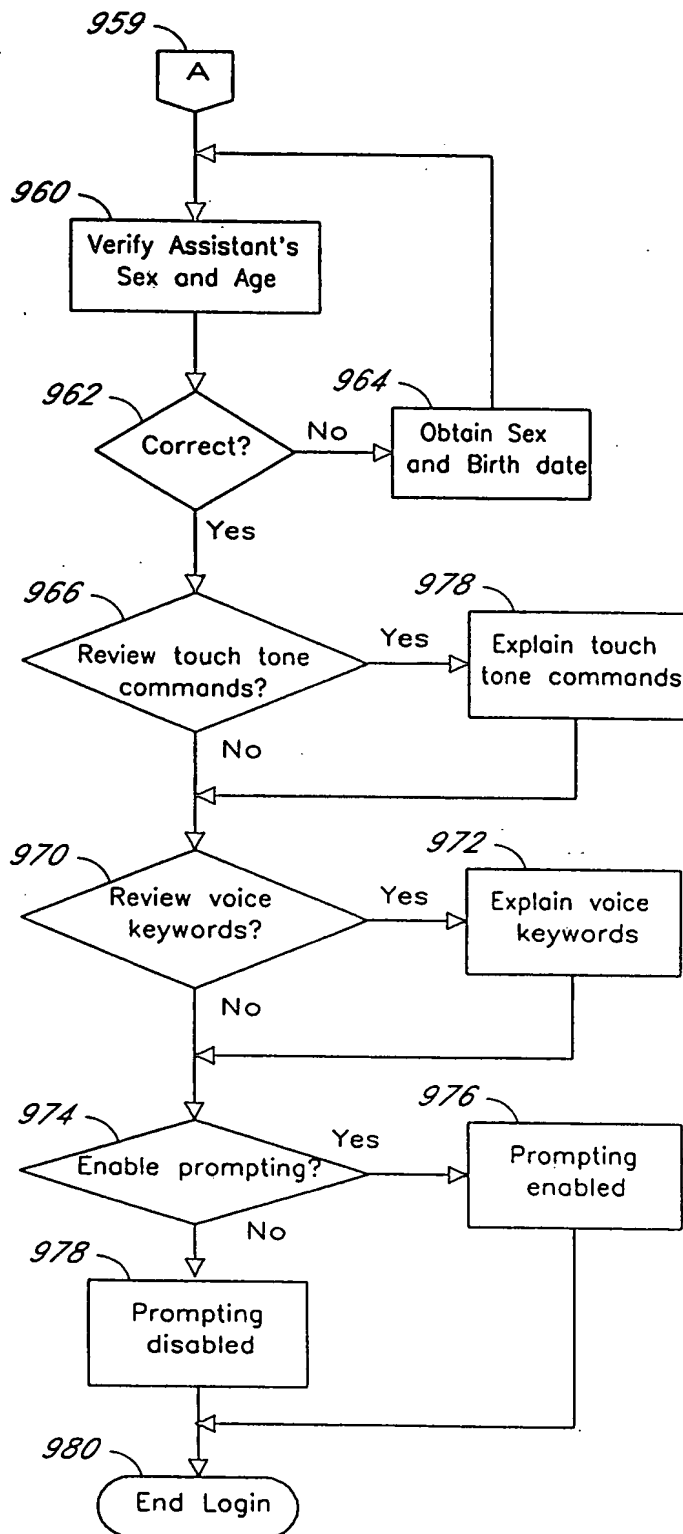 959
A
960
Verify Assistant's
Sex and Age
962
Correct?
No
964
Obtain Sex
and Birth date
Yes
966
Review touch tone
commands?
Yes
978
Explain touch
tone commands
No
970
Review voice
keywords?
Yes
972
Explain voice
keywords
No
974
Enable prompting?
Yes
976
Prompting
enabled
No
978
Prompting
disabled
980
End Login